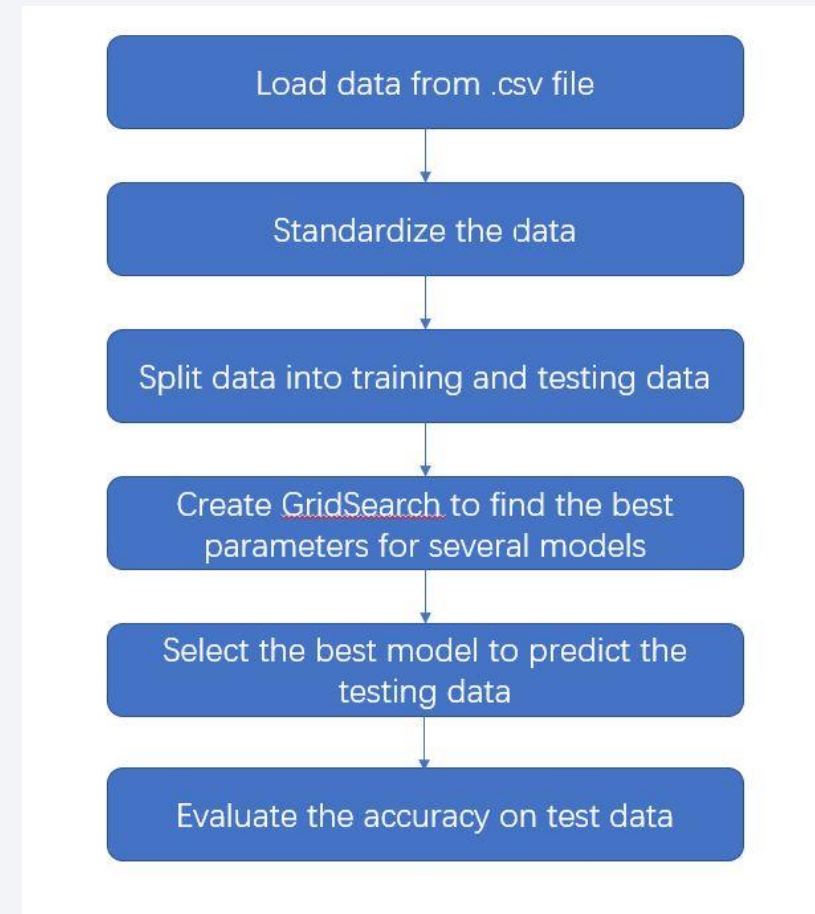 Load data from .csv file
Standardize the data
Split data into training and testing data
Create GridSearch to find the best
parameters for several models
Select the best model to predict the
testing data
Evaluate the accuracy on test data